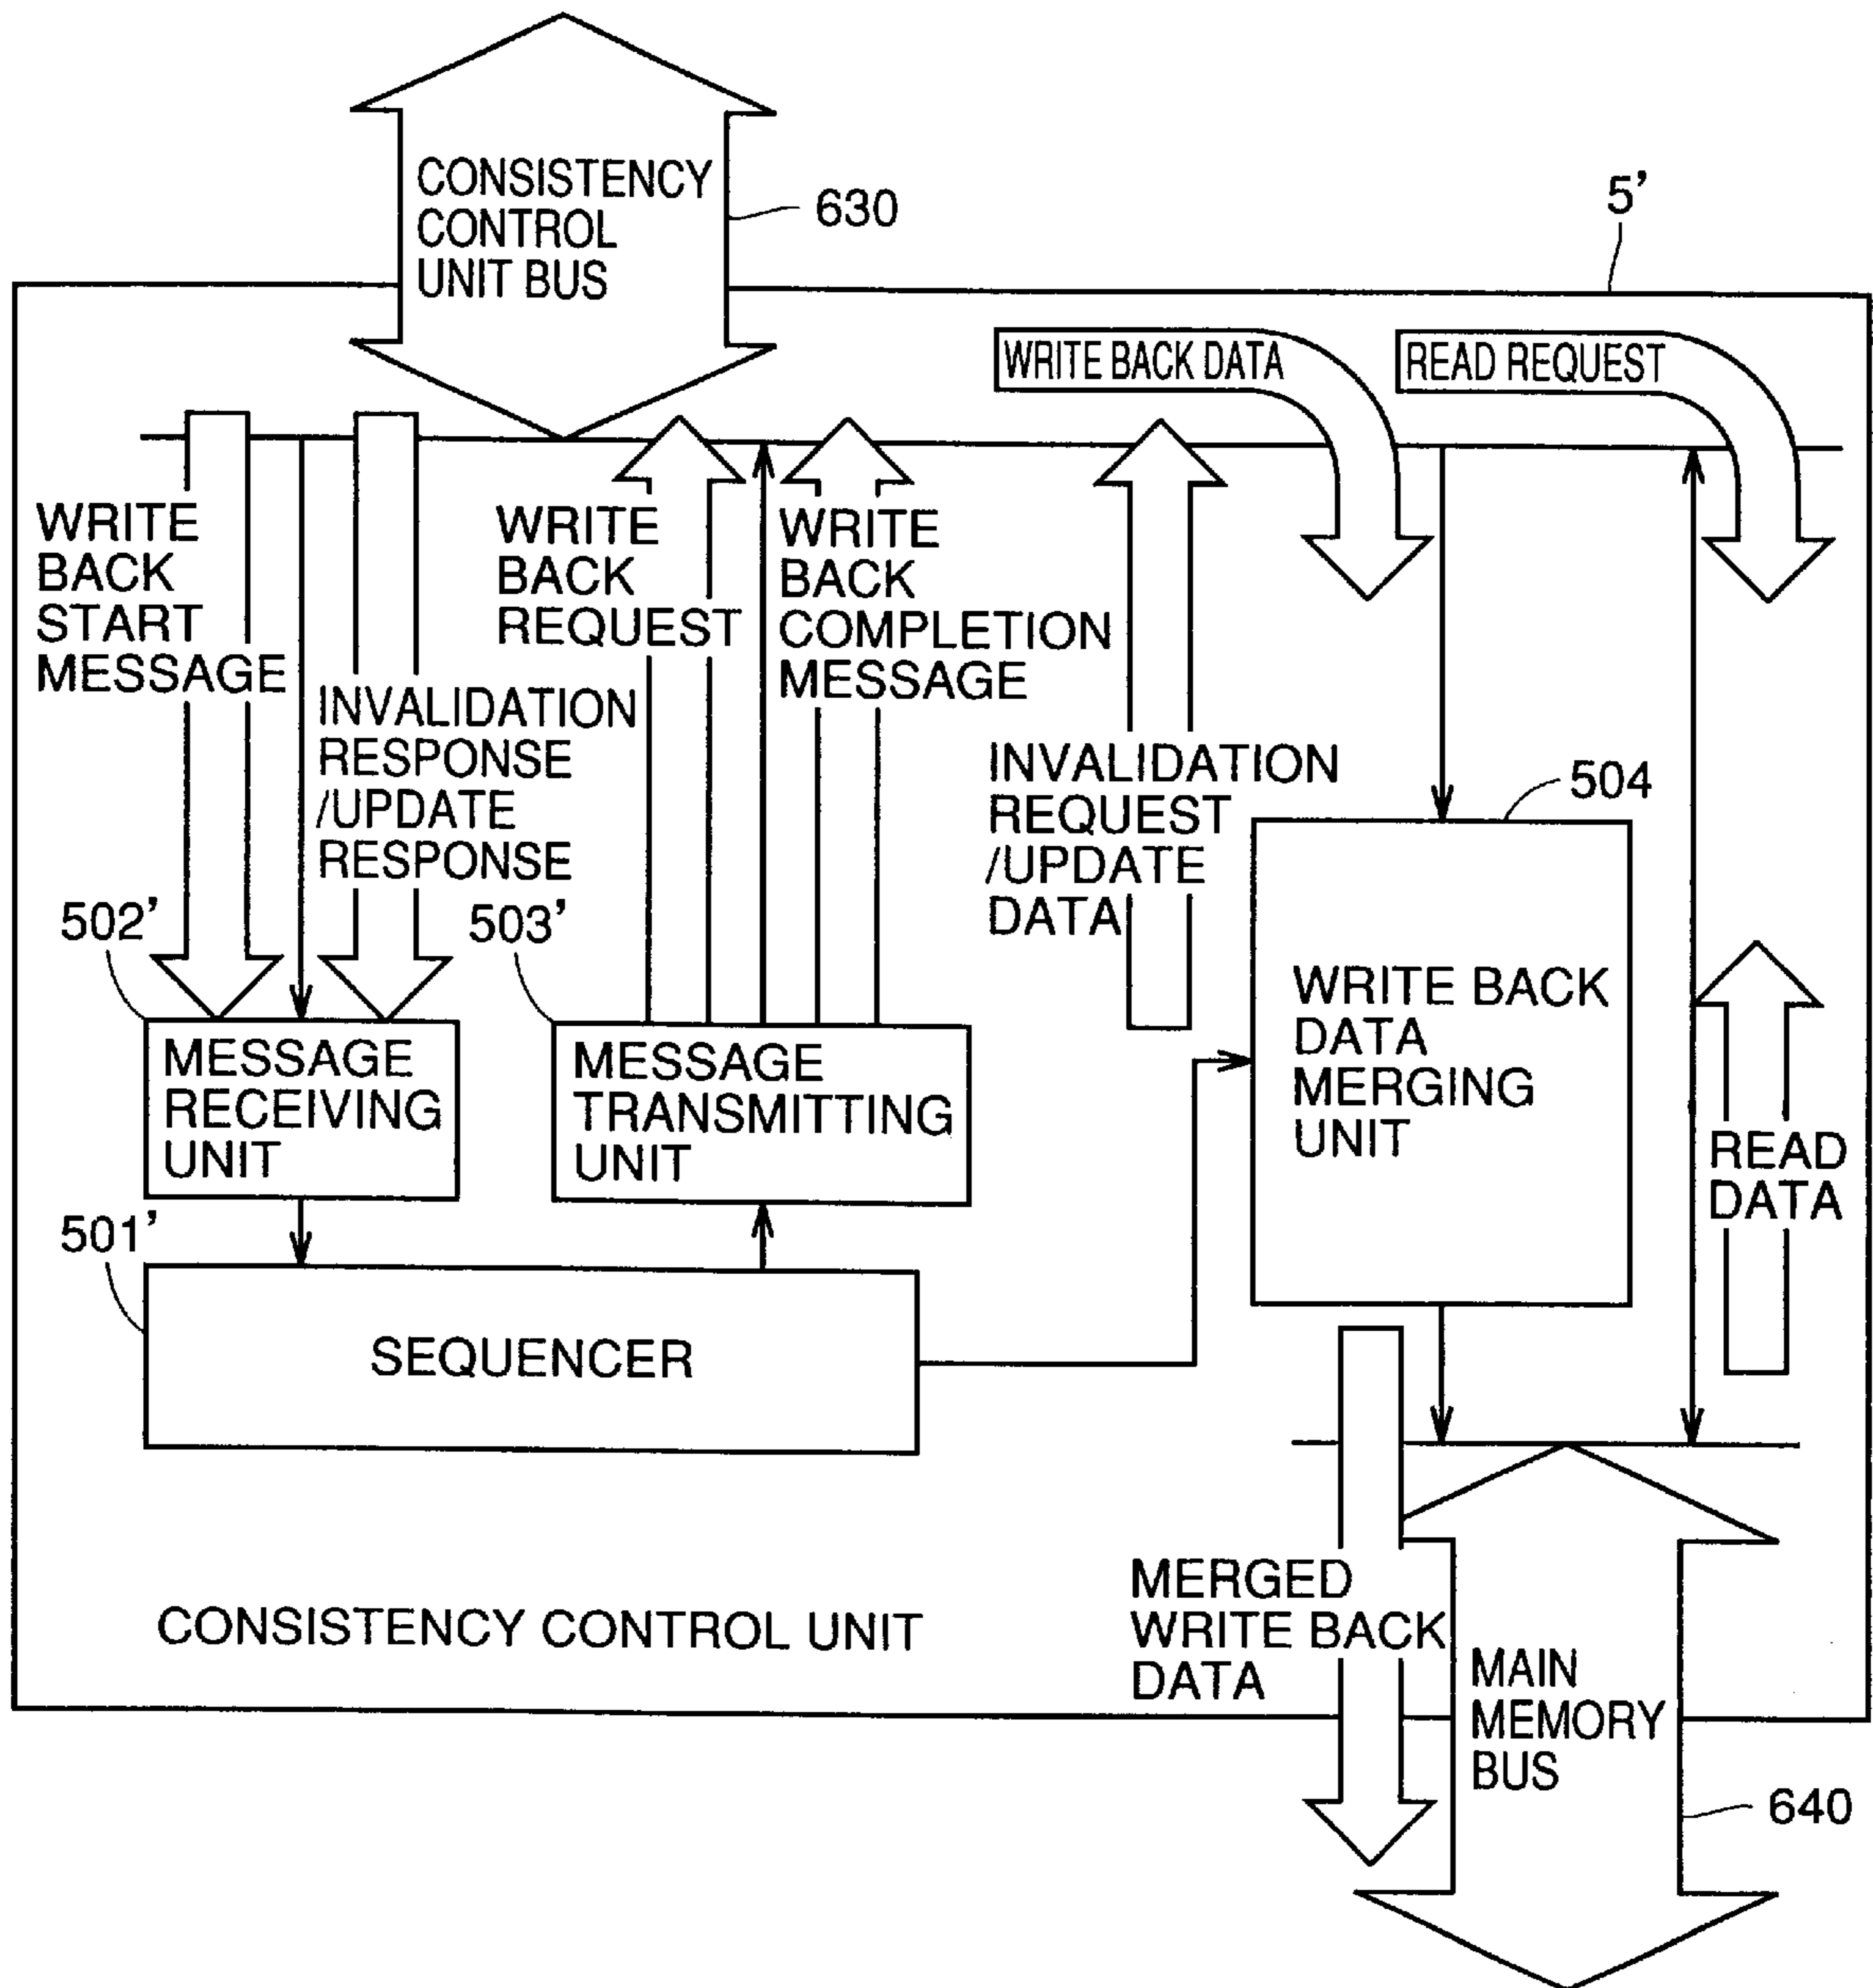 CONSISTENCY
CONTROL
UNIT BUS
630
5'
WRITE BACK DATA
READ REQUEST
WRITE
BACK
START
MESSAGE
INVALIDATION
RESPONSE
/UPDATE
RESPONSE
WRITE
BACK
REQUEST
WRITE
BACK
COMPLETION
MESSAGE
INVALIDATION
REQUEST
/UPDATE
DATA
504
502'
503'
MESSAGE
RECEIVING
UNIT
MESSAGE
TRANSMITTING
UNIT
WRITE BACK
DATA
MERGING
UNIT
READ
DATA
501'
SEQUENCER
CONSISTENCY CONTROL UNIT
MERGED
WRITE BACK
DATA
MAIN
MEMORY
BUS
640